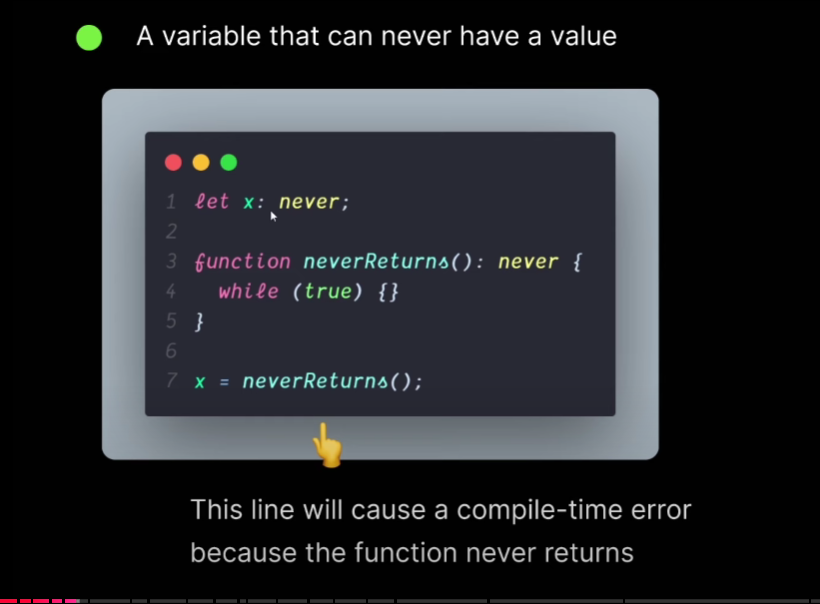 A variable that can never have a value
1 let x: never;
2
3 function neverReturns(): never {
4 while (true) {}
5 }
6
7 x = neverReturns();
This line will cause a compile-time error
because the function never returns